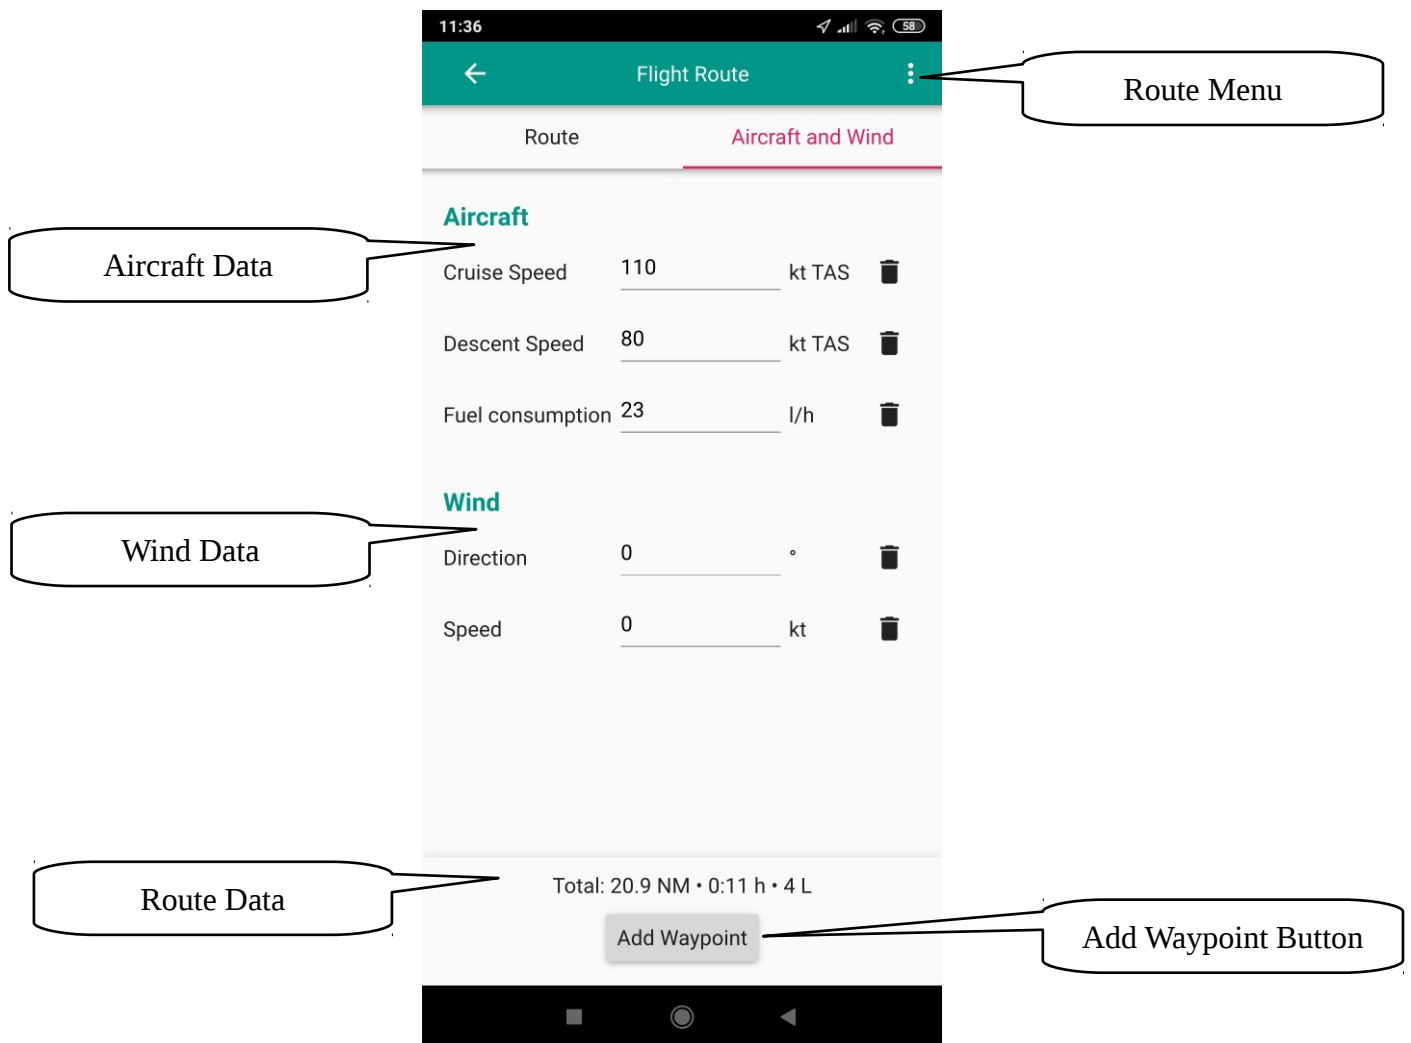 11:36
58
Flight Route
Route Menu
Route
Aircraft and Wind
Aircraft
Aircraft Data
Cruise Speed 110 kt TAS
Descent Speed 80 kt TAS
Fuel consumption 23 l/h
Wind
Wind Data
Direction 0 °
Speed 0 kt
Route Data
Total: 20.9 NM • 0:11 h • 4 L
Add Waypoint
Add Waypoint Button